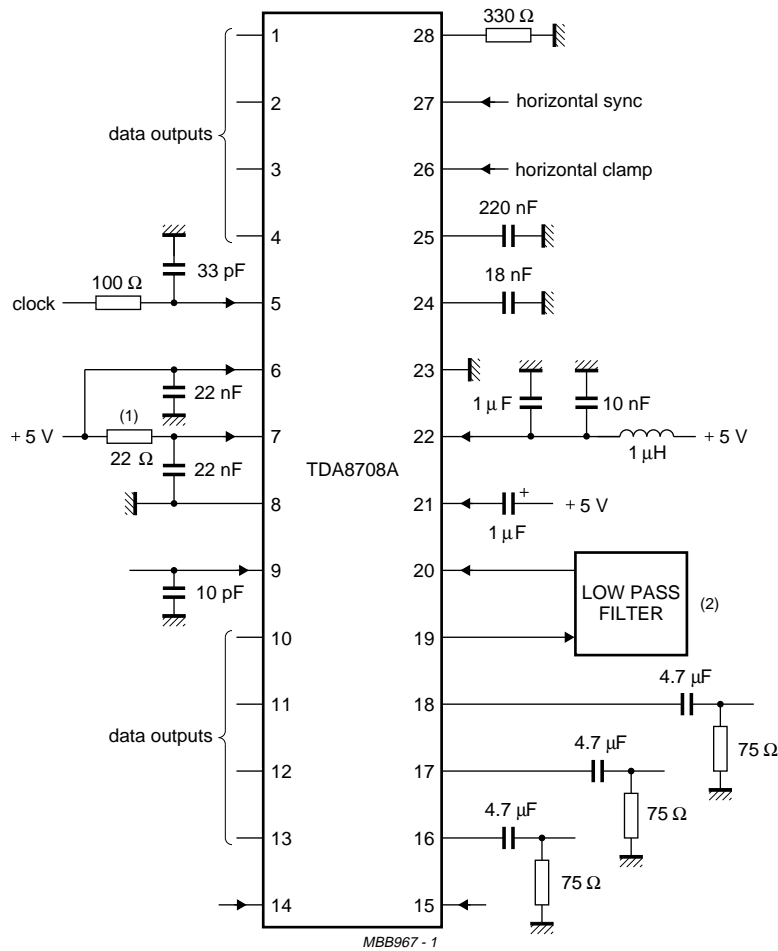 330 Ω
1
28
2
27
horizontal sync
data outputs
3
26
horizontal clamp
220 nF
4
25
33 pF
18 nF
100 Ω
clock
5
24
6
23
22 nF
1 µF
10 nF
(1)
+ 5 V
7
22
+ 5 V
22 Ω
1 µH
22 nF
TDA8708A
8
21
+
+ 5 V
1 µF
9
20
10 pF
LOW PASS
FILTER
(2)
10
19
4.7 µF
11
18
data outputs
4.7 µF
75 Ω
12
17
4.7 µF
75 Ω
13
16
75 Ω
14
15
MBB967 - 1